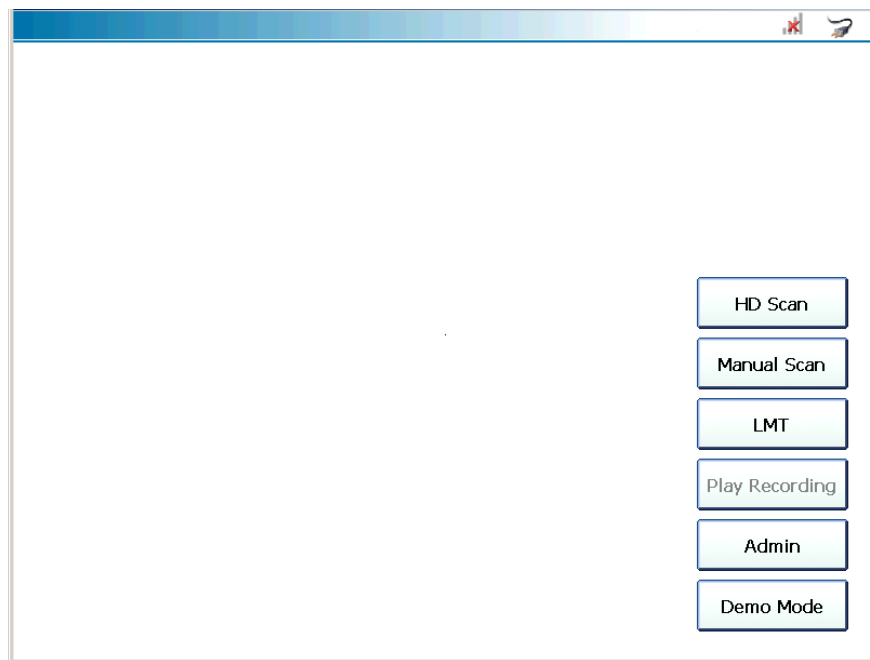 HD Scan
Manual Scan
LMT
Play Recording
Admin
Demo Mode